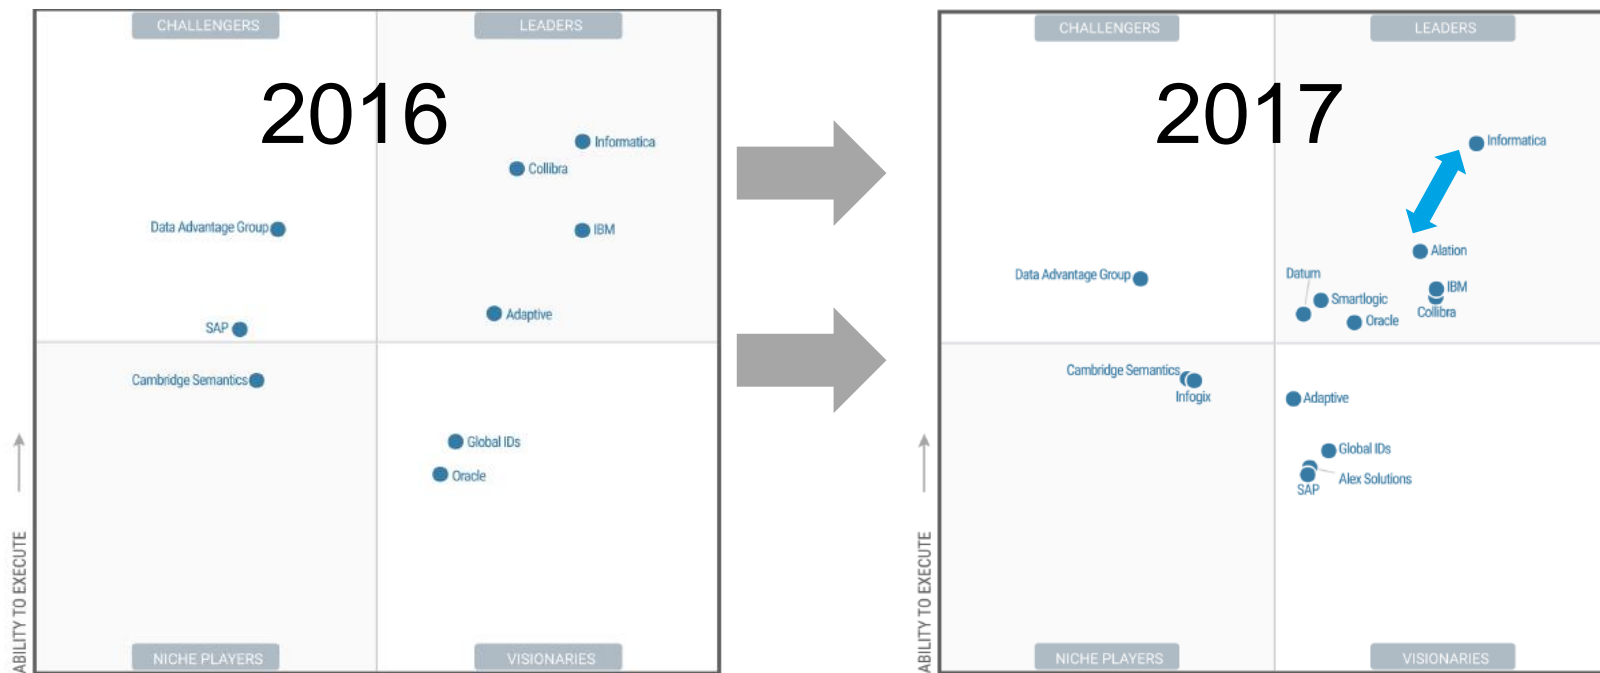 CHALLENGERS
LEADERS
2016
Informatica
Collibra
Data Advantage Group
IBM
Adaptive
SAP
Cambridge Semantics
Global IDs
Oracle
ABILITY TO EXECUTE
NICHE PLAYERS
VISIONARIES
CHALLENGERS
LEADERS
2017
Informatica
Alation
Data Advantage Group
Datum
IBM
Smartlogic
Collibra
Oracle
Cambridge Semantics
Infogix
Adaptive
Global IDs
Alex Solutions
SAP
ABILITY TO EXECUTE
NICHE PLAYERS
VISIONARIES